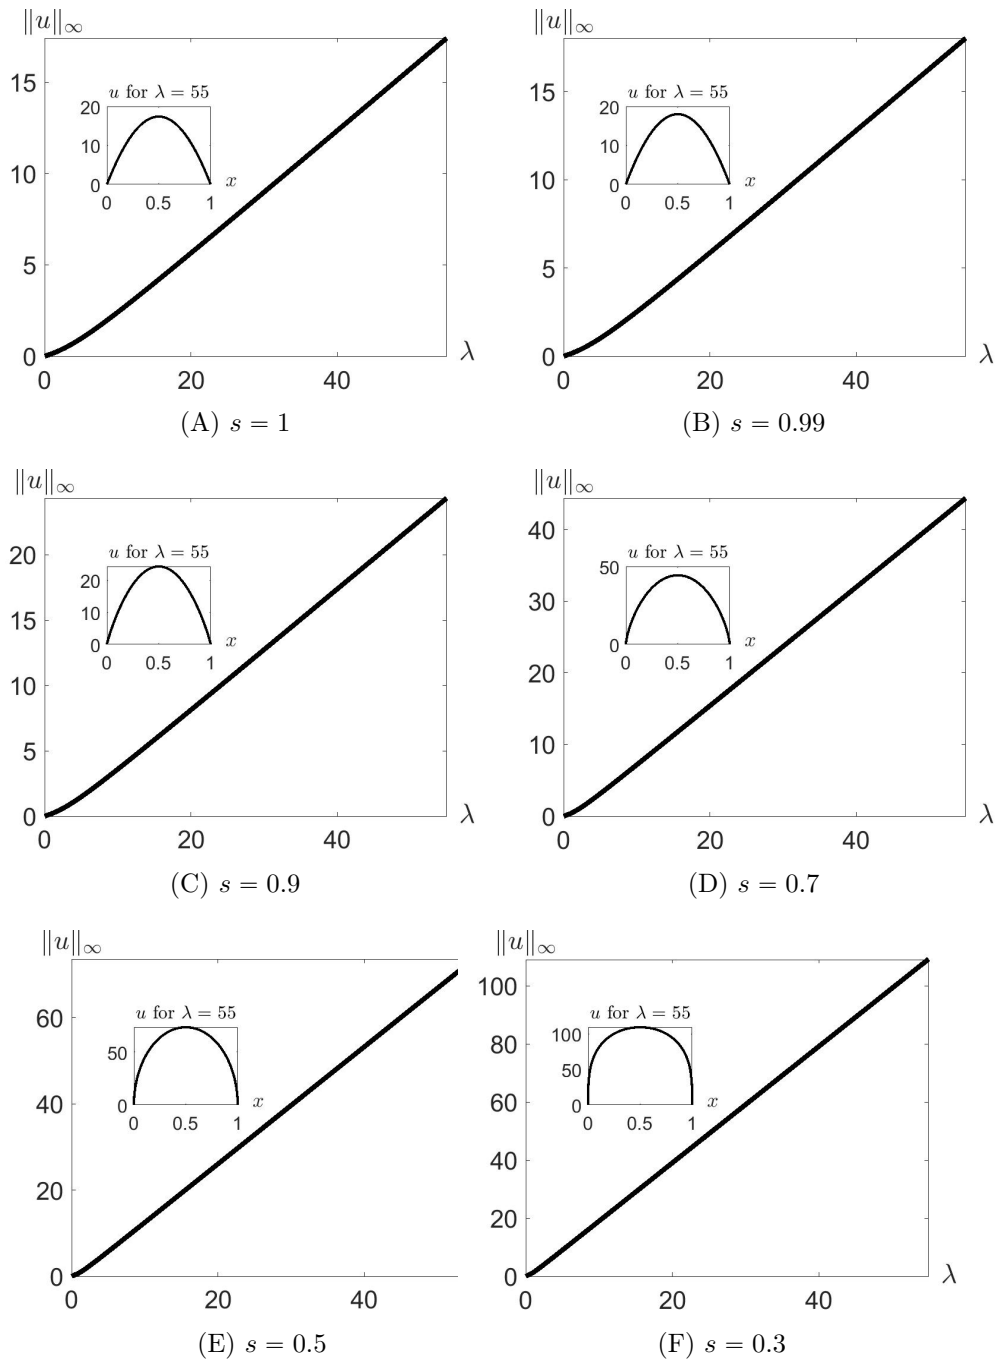 ‖u‖∞
15
10
5
0
0 20 40
λ
u for λ = 55
20
10
0
0 0.5 1
x
(A) s = 1
‖u‖∞
15
10
5
0
0 20 40
λ
u for λ = 55
20
10
0
0 0.5 1
x
(B) s = 0.99
‖u‖∞
20
15
10
5
0
0 20 40
λ
u for λ = 55
20
10
0
0 0.5 1
x
(C) s = 0.9
‖u‖∞
40
30
20
10
0
0 20 40
λ
u for λ = 55
50
0
0 0.5 1
x
(D) s = 0.7
‖u‖∞
60
40
20
0
0 20 40
u for λ = 55
50
0
0 0.5 1
x
(E) s = 0.5
‖u‖∞
100
80
60
40
20
0
0 20 40
λ
u for λ = 55
100
50
0
0 0.5 1
x
(F) s = 0.3